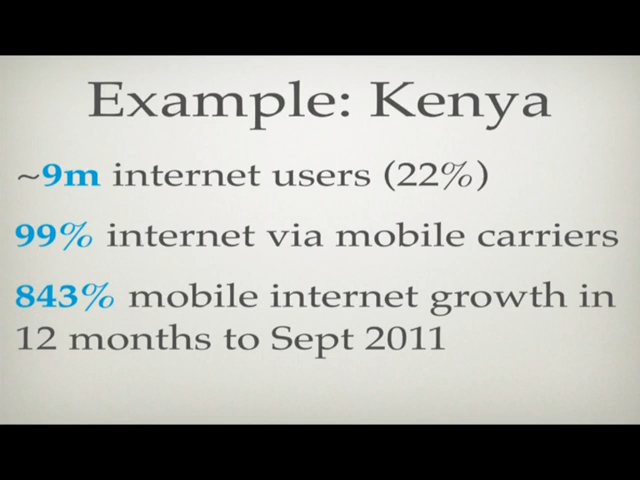 Example: Kenya
~9m internet users (22%)
99% internet via mobile carriers
843% mobile internet growth in
12 months to Sept 2011